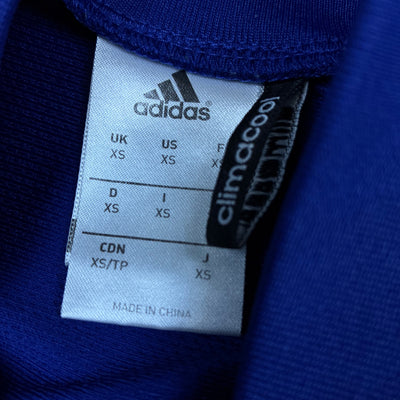 adidas
UK US F
XS XS
D I
XS XS
CDN J
XS/TP XS
MADE IN CHINA
climacool